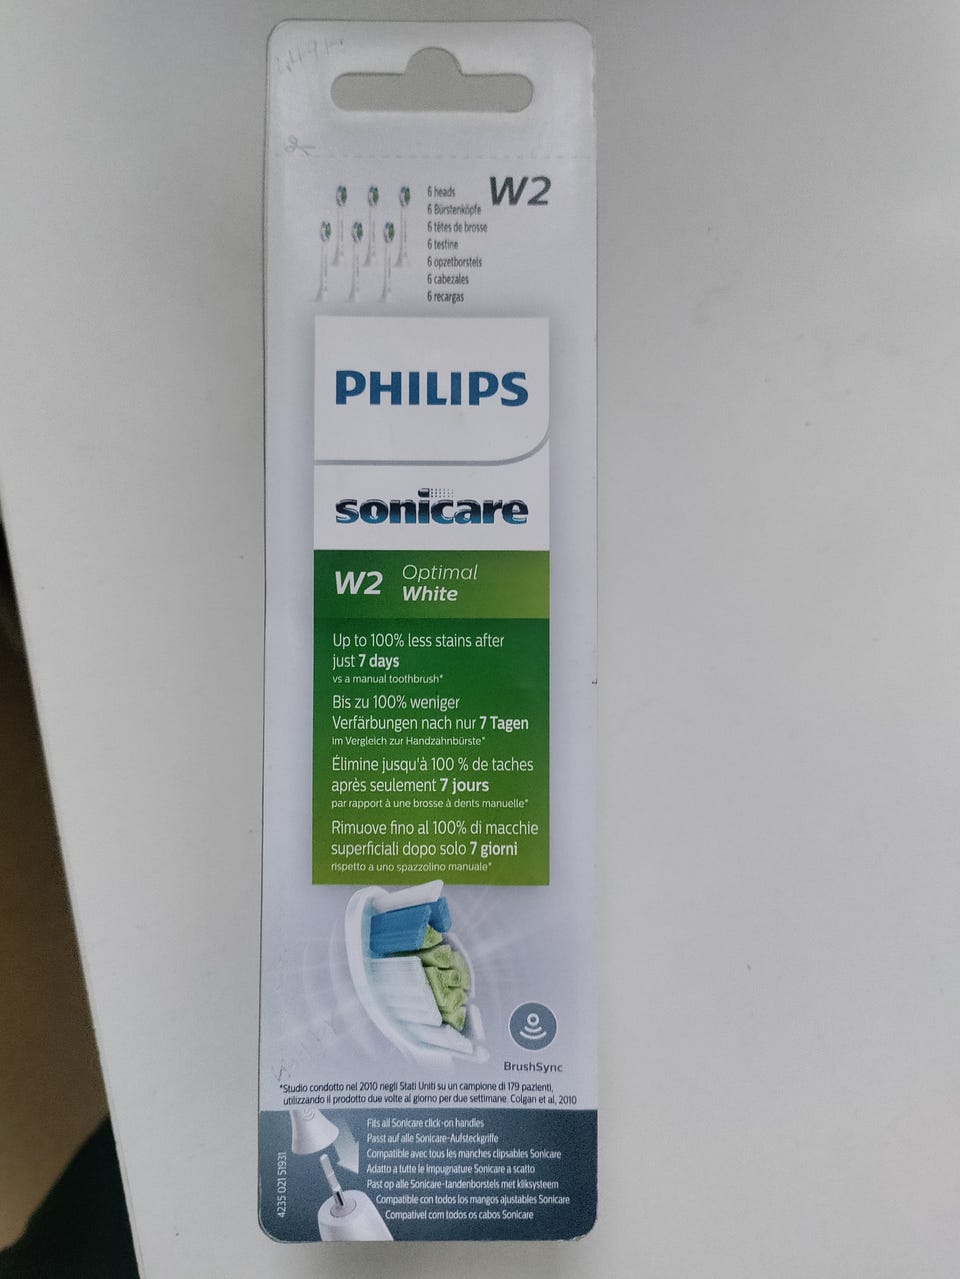 W2
6 heads
6 Bürstenköpfe
6 têtes de brosse
6 testine
6 opzetborstels
6 cabezales
6 recargas
PHILIPS
sonicare
W2 Optimal
White
Up to 100% less stains after
just 7 days
vs a manual toothbrush*
Bis zu 100% weniger
Verfärbungen nach nur 7 Tagen
im Vergleich zur Handzahnbürste*
Élimine jusqu'à 100 % de taches
après seulement 7 jours
par rapport à une brosse à dents manuelle*
Rimuove fino al 100% di macchie
superficiali dopo solo 7 giorni
rispetto a uno spazzolino manuale*
BrushSync
*Studio condotto nel 2010 negli Stati Uniti su un campione di 179 pazienti,
utilizzando il prodotto due volte al giorno per due settimane. Colgan et al, 2010
Fits all Sonicare click-on handles
Passt auf alle Sonicare-Aufsteckgriffe
Compatible avec tous les manches clipsables Sonicare
Adatto a tutte le impugnature Sonicare a scatto
Past op alle Sonicare-tandenborstels met kliksysteem
Compatible con todos los mangos ajustables Sonicare
Compatível com todos os cabos Sonicare
4235 021 51931